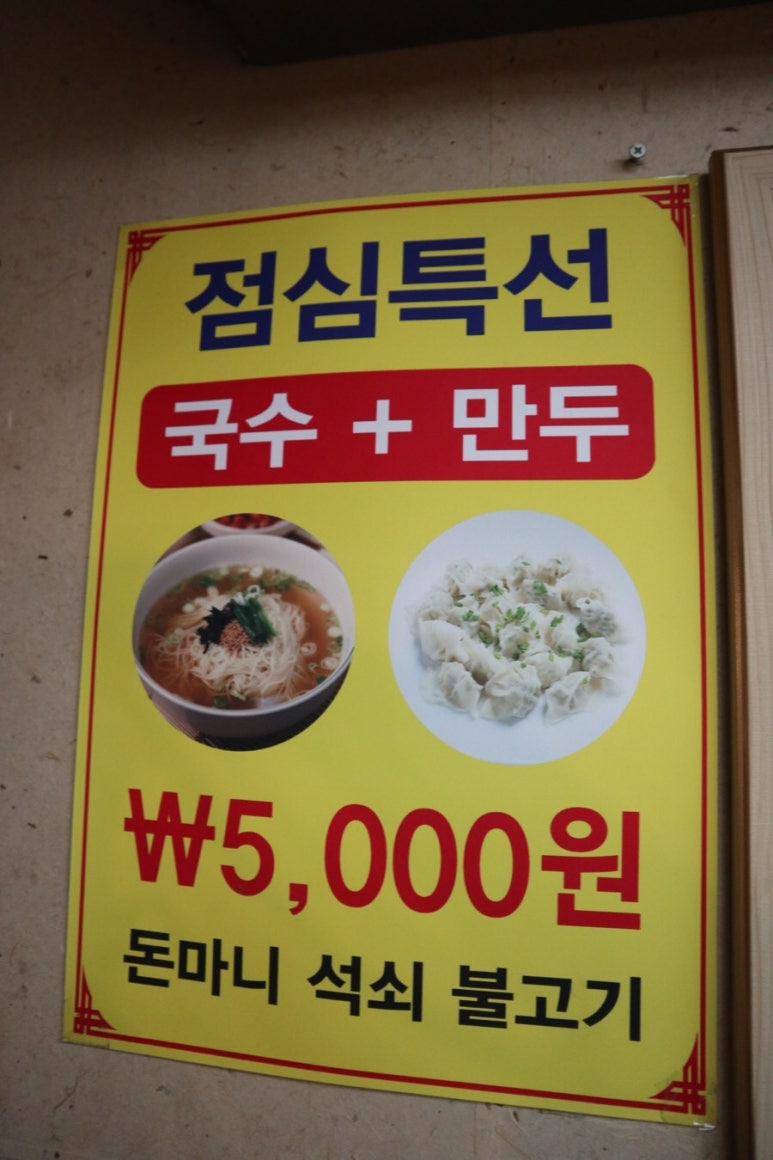 점심특선
국수 + 만두
₩5,000원
돈마니 석쇠 불고기